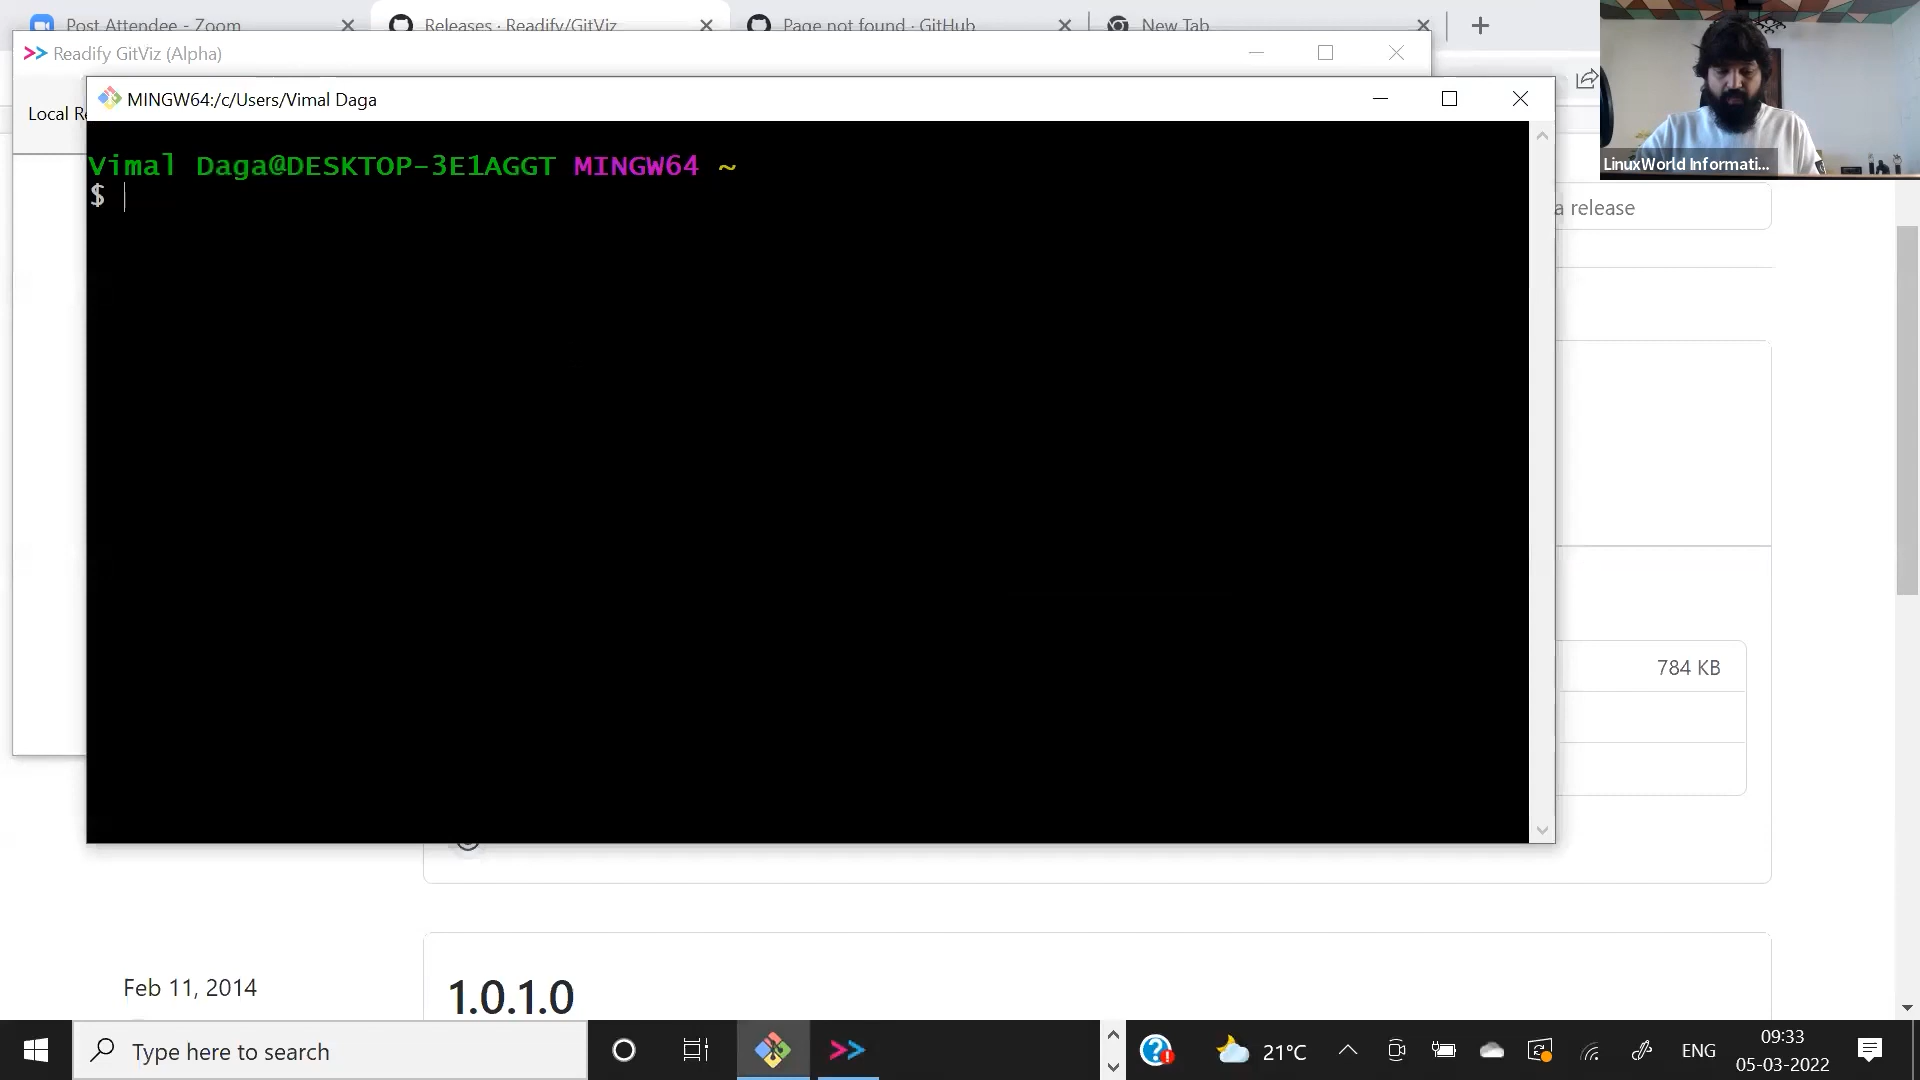 Post Attendee - Zoom
Releases · Readify/GitViz
Page not found · GitHub
New Tab
Readify GitViz (Alpha)
MINGW64:/c/Users/Vimal Daga
Local Re
Vimal Daga@DESKTOP-3E1AGGT MINGW64 ~
$
LinuxWorld Informati...
a release
784 KB
Feb 11, 2014
1.0.1.0
Type here to search
21°C
ENG
09:33
05-03-2022